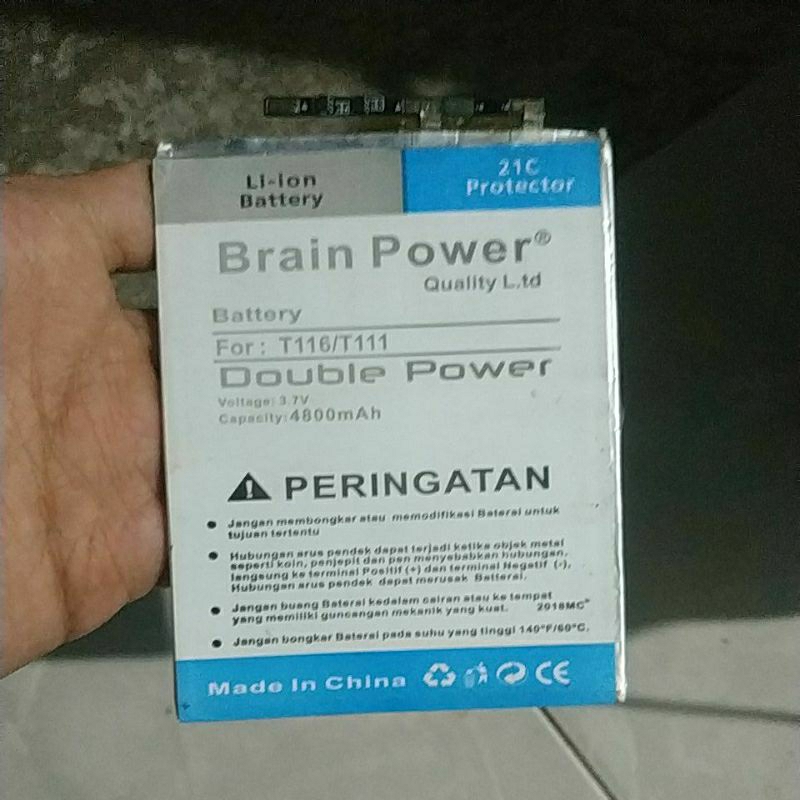 Li-Ion
Battery
21C
Protector
Brain Power®
Quality L.td
Battery
For : T116/T111
Double Power
Voltage: 3.7V
Capacity: 4800mAh
PERINGATAN
Jangan membongkar atau memodifikasi Baterai untuk
tujuan tertentu
Hubungan arus pendek dapat terjadi ketika objek metal
seperti koin, penjepit dan pen menyebabkan hubungan.
langsung ke terminal Positif (+) dan terminal Negatif (-).
Hubungan arus pendek dapat merusak Batterai.
Jangan buang Baterai kedalam cairan atau ke tempat
yang memiliki guncangan mekanik yang kuat. 2018MC®
Jangan bongkar Baterai pada suhu yang tinggi 140°F/60°C.
Made In China CE